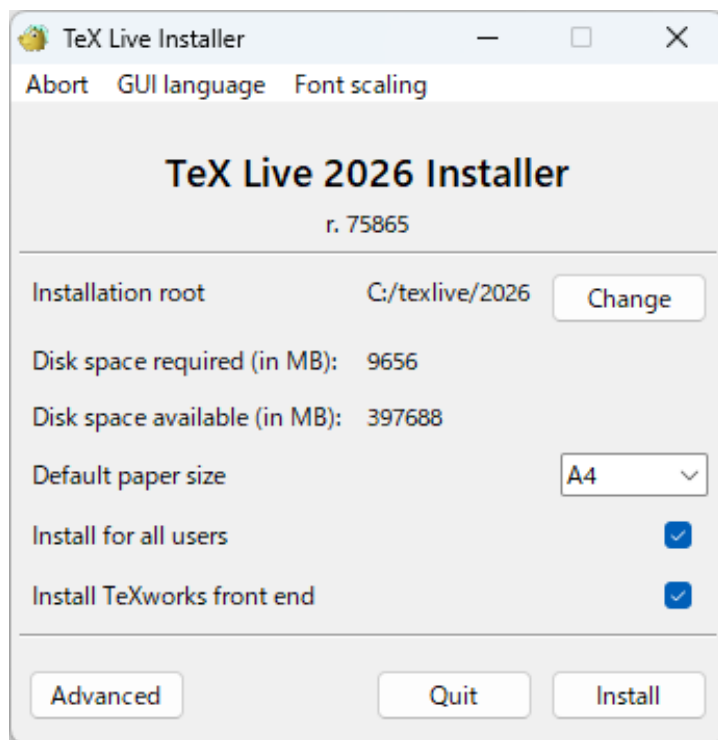 TeX Live Installer
Abort GUI language Font scaling
TeX Live 2026 Installer
r. 75865
Installation root C:/texlive/2026 Change
Disk space required (in MB): 9656
Disk space available (in MB): 397688
Default paper size A4
Install for all users
Install TeXworks front end
Advanced Quit Install